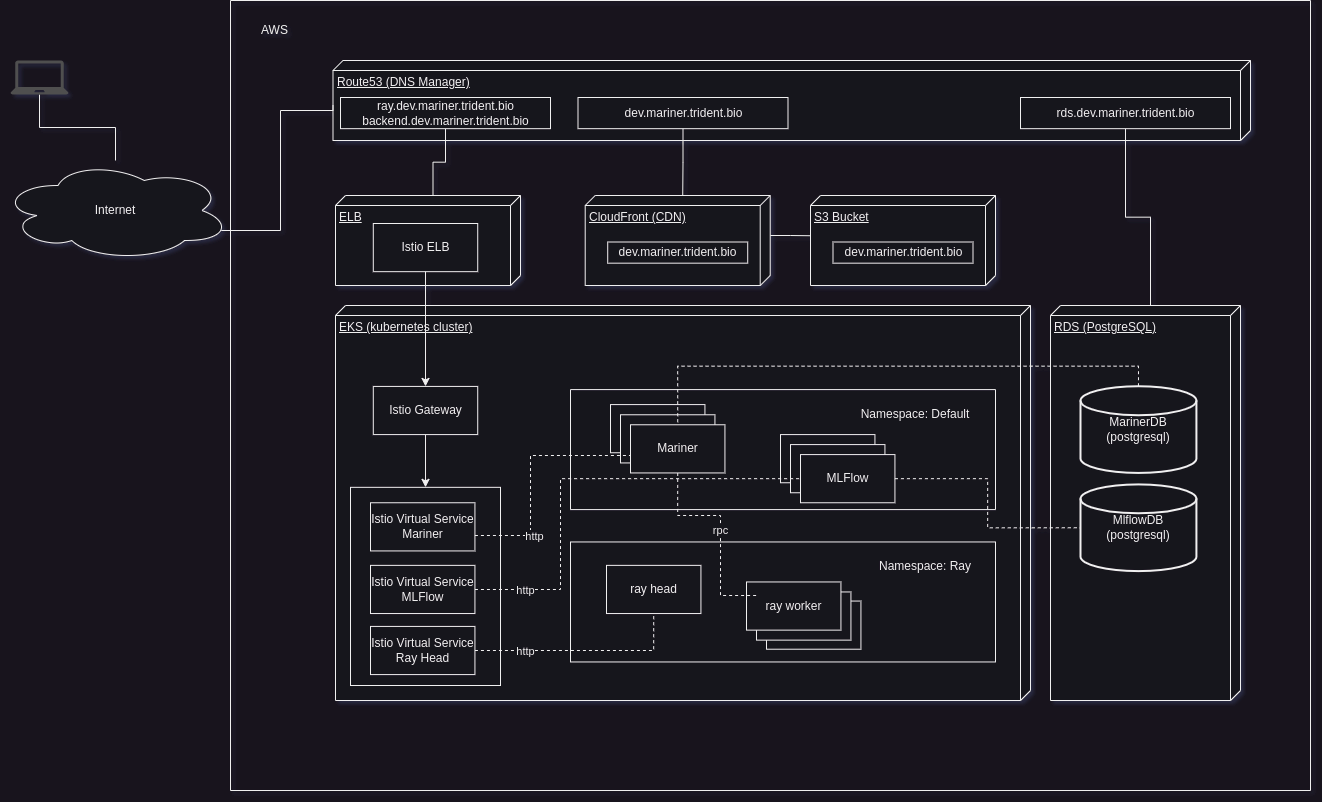 AWS
Route53 (DNS Manager)
ray.dev.mariner.trident.bio
backend.dev.mariner.trident.bio
dev.mariner.trident.bio
rds.dev.mariner.trident.bio
Internet
ELB
Istio ELB
CloudFront (CDN)
dev.mariner.trident.bio
S3 Bucket
dev.mariner.trident.bio
EKS (kubernetes cluster)
RDS (PostgreSQL)
Istio Gateway
Namespace: Default
Mariner
MLFlow
MarinerDB
(postgresql)
MlflowDB
(postgresql)
Istio Virtual Service
Mariner
http
rpc
Istio Virtual Service
MLFlow
http
Namespace: Ray
ray head
ray worker
Istio Virtual Service
Ray Head
http